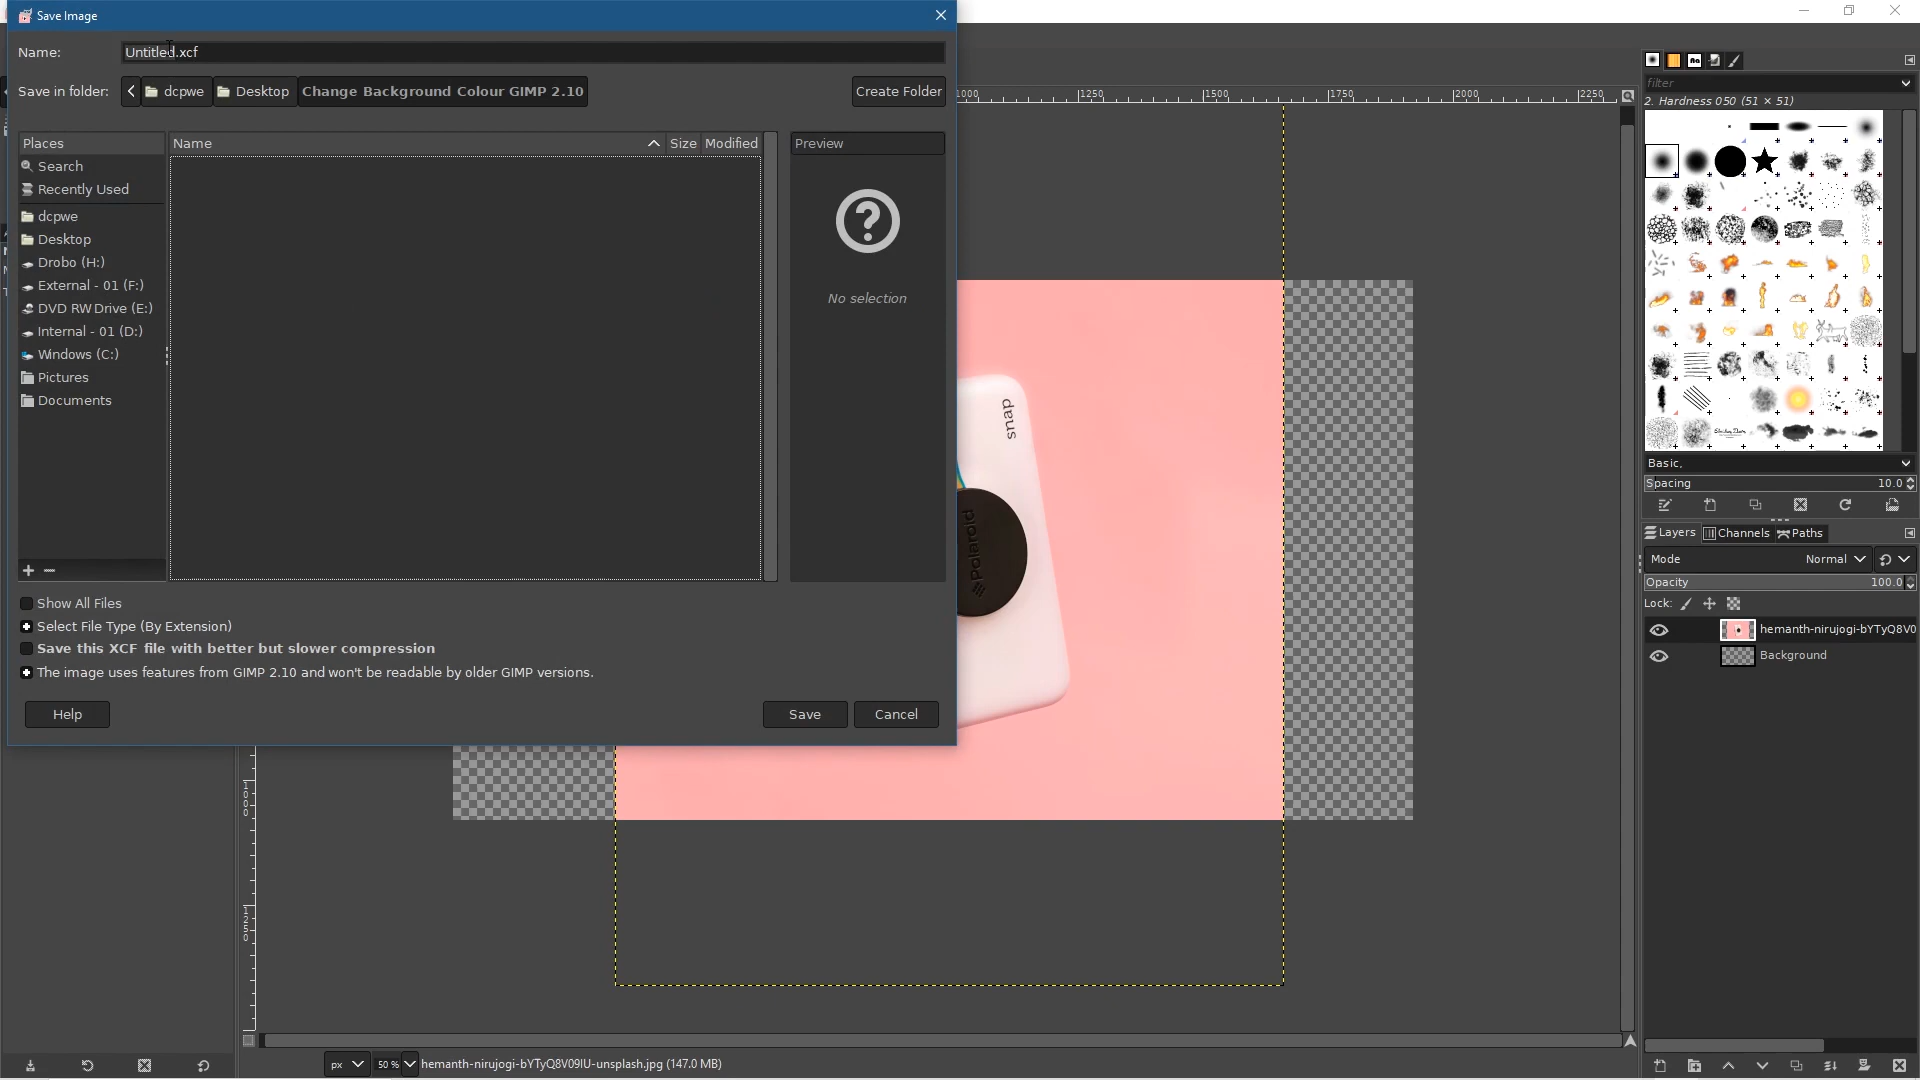 Save Image
Name: Untitled.xcf
Save in folder: dcpwe Desktop Change Background Colour GIMP 2.10 Create Folder
Places
Search
Recently Used
dcpwe
Desktop
Drobo (H:)
External - 01 (F:)
DVD RW Drive (E:)
Internal - 01 (D:)
Windows (C:)
Pictures
Documents
Name Size Modified
Preview
No selection
Show All Files
Select File Type (By Extension)
Save this XCF file with better but slower compression
The image uses features from GIMP 2.10 and won't be readable by older GIMP versions.
Help Save Cancel
1000 1250 1500 1750 2000 2250
1000
1250
snap
Polaroid
px 50 % hemanth-nirujogi-bYTyQ8V09IU-unsplash.jpg (147.0 MB)
filter
2. Hardness 050 (51 × 51)
Basic,
Spacing 10.0
Layers Channels Paths
Mode Normal
Opacity 100.0
Lock:
hemanth-nirujogi-bYTyQ8V0
Background